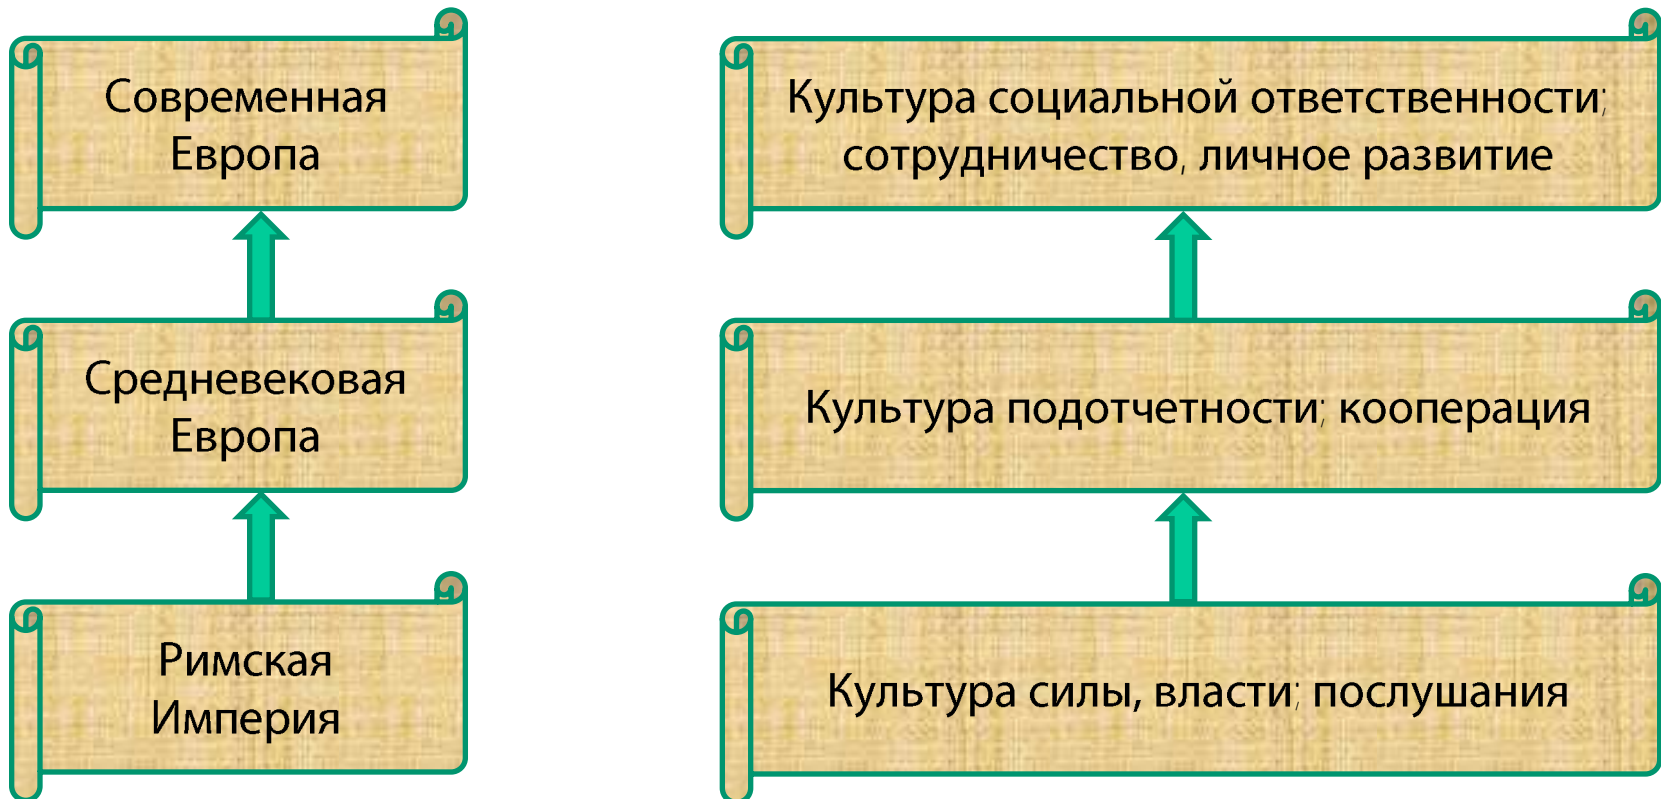 Современная
Европа
Культура социальной ответственности;
сотрудничество, личное развитие
Средневековая
Европа
Культура подотчетности; кооперация
Римская
Империя
Культура силы, власти; послушания